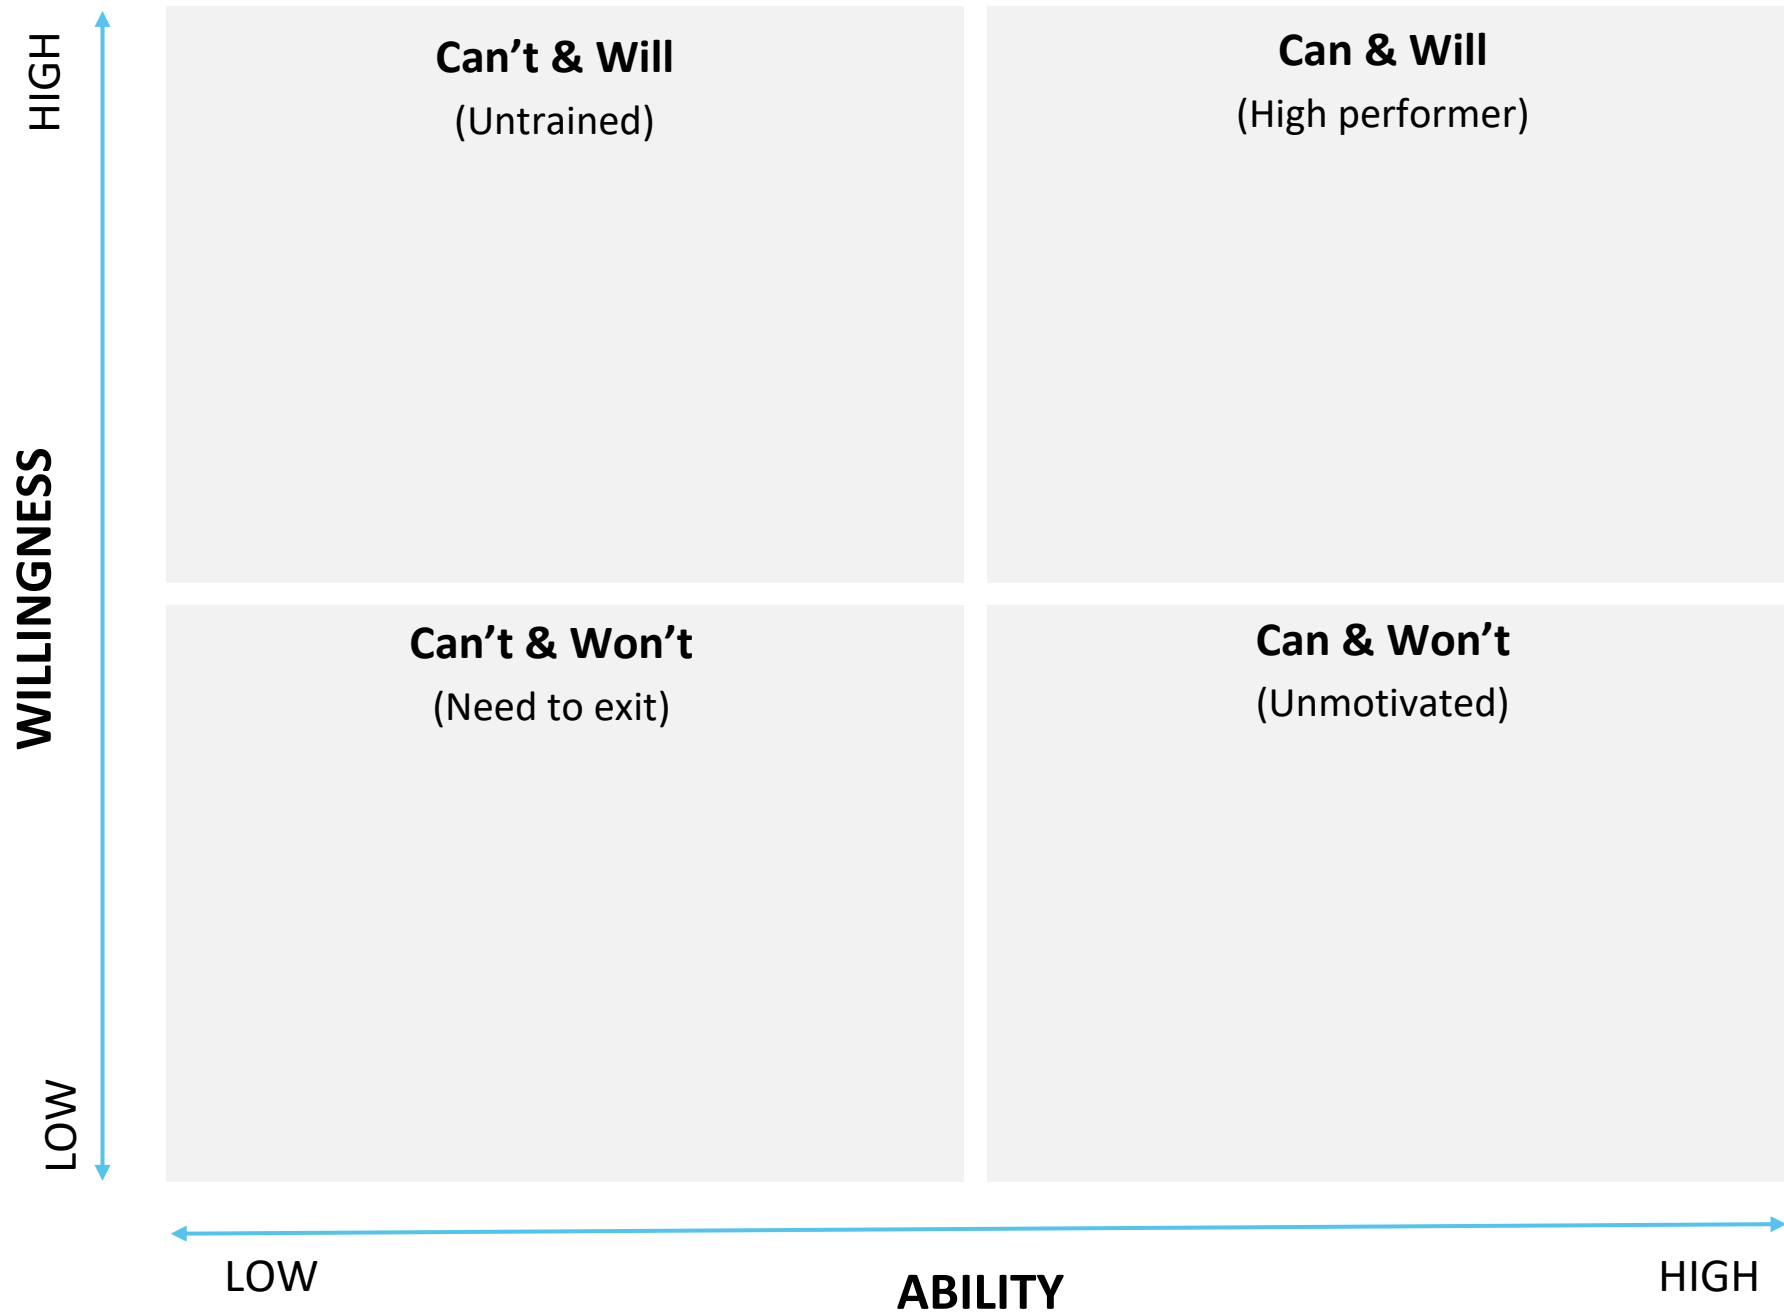 HIGH
WILLINGNESS
LOW
Can’t & Will
(Untrained)
Can & Will
(High performer)
Can’t & Won’t
(Need to exit)
Can & Won’t
(Unmotivated)
LOW
ABILITY
HIGH